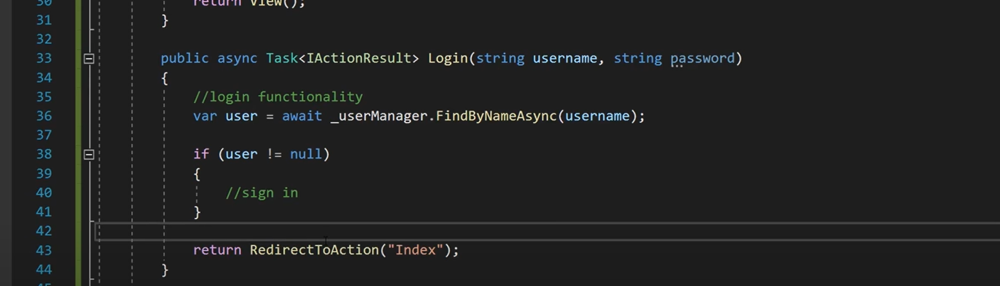 30 return View();
31 }
32
33 public async Task<IActionResult> Login(string username, string password)
34 {
35 //login functionality
36 var user = await _userManager.FindByNameAsync(username);
37
38 if (user != null)
39 {
40 //sign in
41 }
42
43 return RedirectToAction("Index");
44 }
45